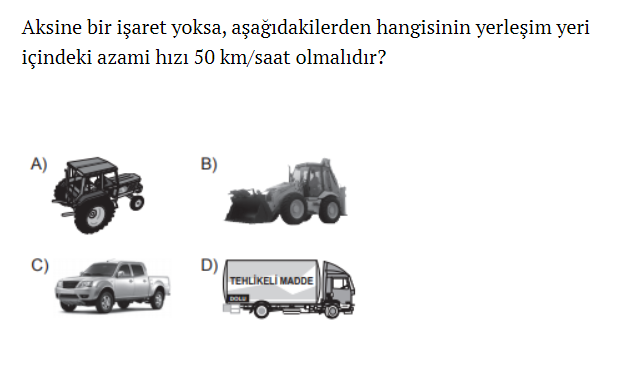 Aksine bir işaret yoksa, aşağıdakilerden hangisinin yerleşim yeri
içindeki azami hızı 50 km/saat olmalıdır?
A)
B)
C)
D)
TEHLİKELİ MADDE
DOLU